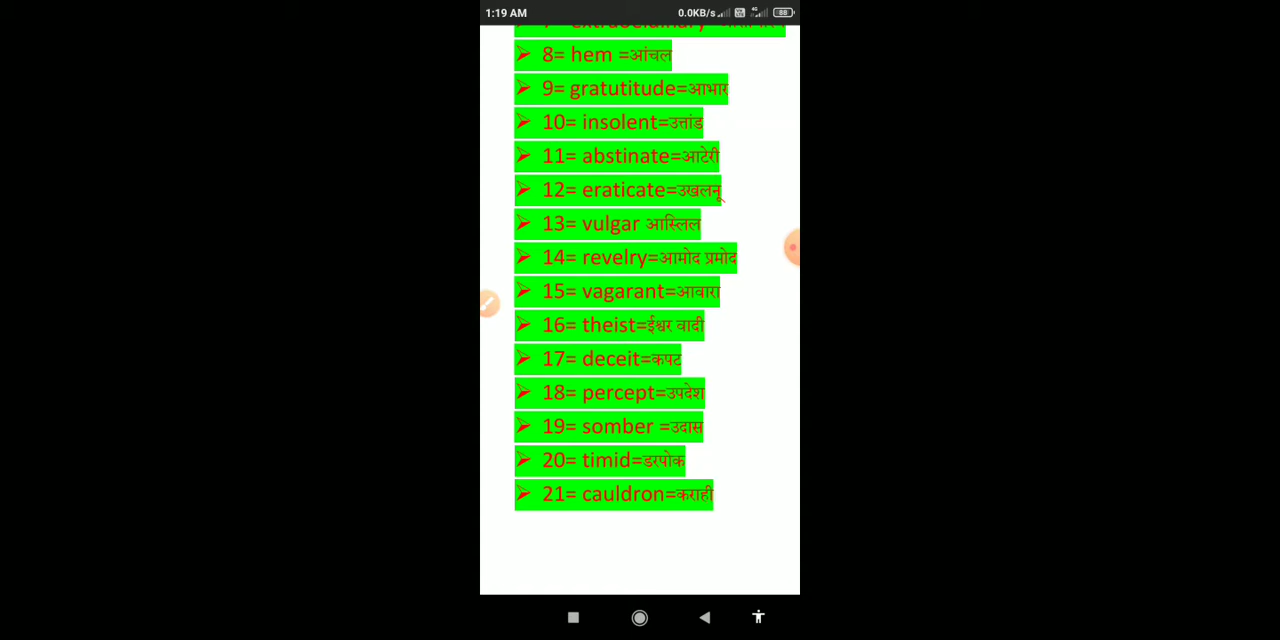 1:19 AM 0.0KB/s 4G 88
8= hem =आंचल
9= gratutitude=आभार
10= insolent=उत्तांड
11= abstinate=आटेरी
12= eraticate=उखलनू
13= vulgar आस्लिल
14= revelry=आमोद प्रमोद
15= vagarant=आवारा
16= theist=ईश्वर वादी
17= deceit=कपट
18= percept=उपदेश
19= somber =उदास
20= timid=डरपोक
21= cauldron=कराही